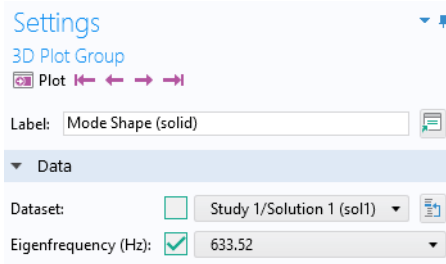 Settings
3D Plot Group
Plot
Label: Mode Shape (solid)
Data
Dataset: Study 1/Solution 1 (sol1)
Eigenfrequency (Hz): 633.52